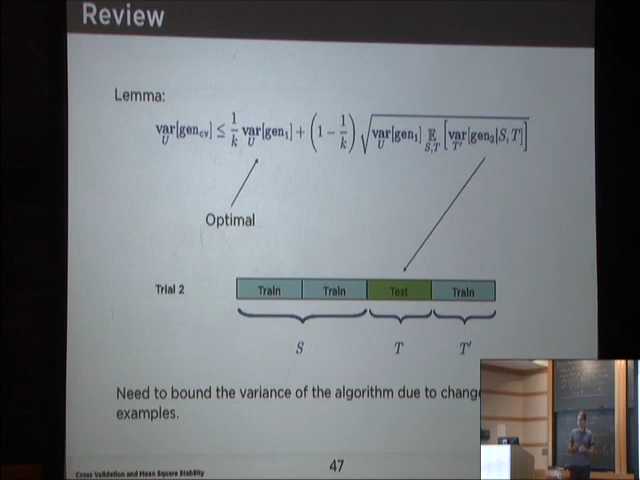 Review
Lemma:
var_U[gen_cv] ≤ 1/k var_U[gen_1] + (1 − 1/k) √(var_U[gen_1] 𝔼_{S,T}[var_{T′}[gen_2|S,T]])
Optimal
Trial 2 Train Train Test Train
S T T′
Need to bound the variance of the algorithm due to change
examples.
Cross Validation and Mean Square Stability 47